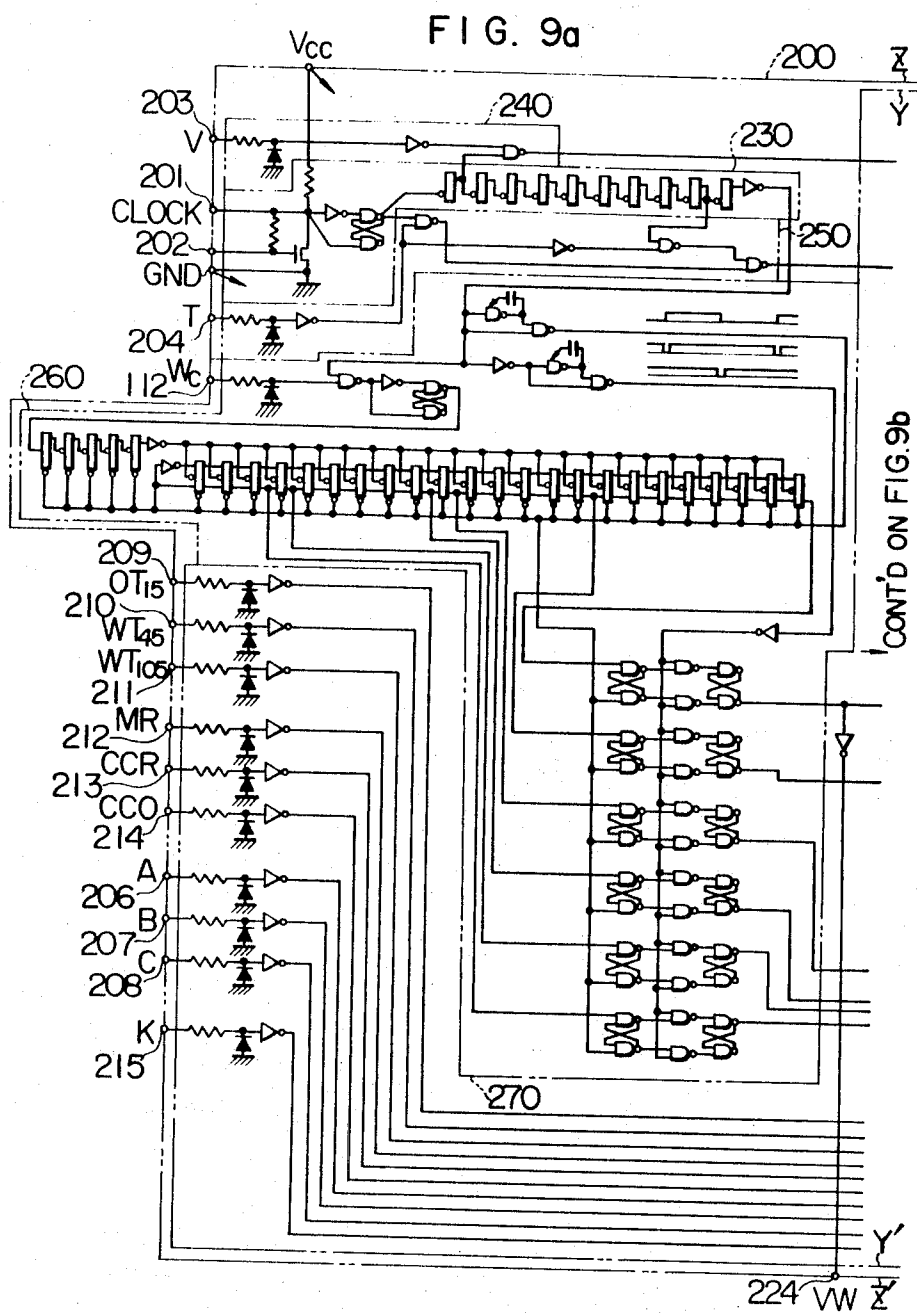 FIG. 9a
VCC
200
Z
Y
203
240
V
230
201
CLOCK
202
250
GND
T
204
WC
112
260
CONT'D ON FIG.9b
209
OT15
210
WT45
WT105
211
MR
212
CCR
213
CCO
214
A
206
B
207
C
208
K
215
270
Y'
Z'
224
VW